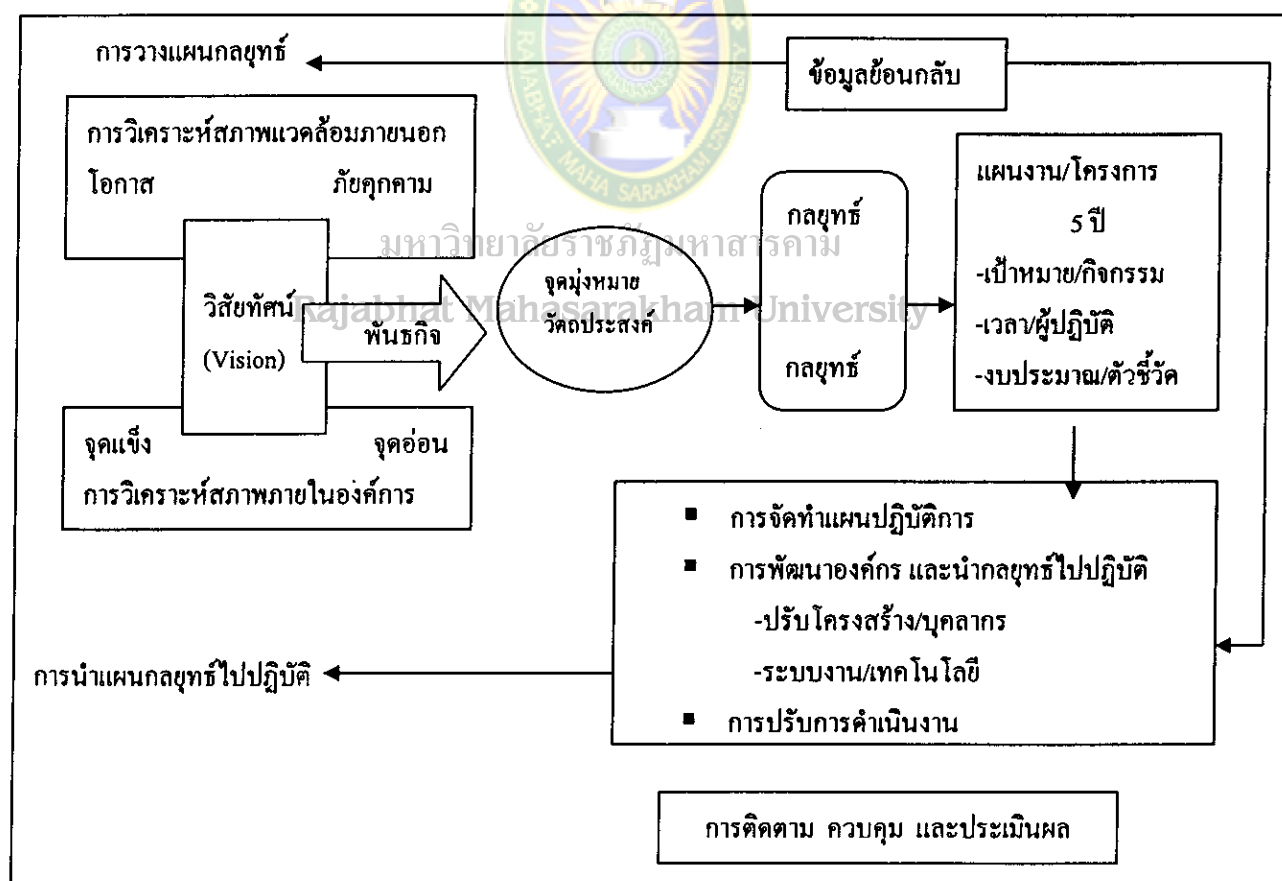 การวางแผนกลยุทธ์
ข้อมูลย้อนกลับ
การวิเคราะห์สภาพแวดล้อมภายนอก
โอกาส ภัยคุกคาม
วิสัยทัศน์
(Vision)
พันธกิจ
จุดแข็ง จุดอ่อน
การวิเคราะห์สภาพภายในองค์การ
จุดมุ่งหมาย
วัตถุประสงค์
กลยุทธ์
กลยุทธ์
แผนงาน/โครงการ
5 ปี
-เป้าหมาย/กิจกรรม
-เวลา/ผู้ปฏิบัติ
-งบประมาณ/ตัวชี้วัด
RAJABHAT MAHA SARAKHAM UNIVERSITY
มหาวิทยาลัยราชภัฏมหาสารคาม
Rajabhat Mahasarakham University
■ การจัดทำแผนปฏิบัติการ
■ การพัฒนาองค์กร และนำกลยุทธ์ไปปฏิบัติ
-ปรับโครงสร้าง/บุคลากร
-ระบบงาน/เทคโนโลยี
■ การปรับการดำเนินงาน
การนำแผนกลยุทธ์ไปปฏิบัติ
การติดตาม ควบคุม และประเมินผล